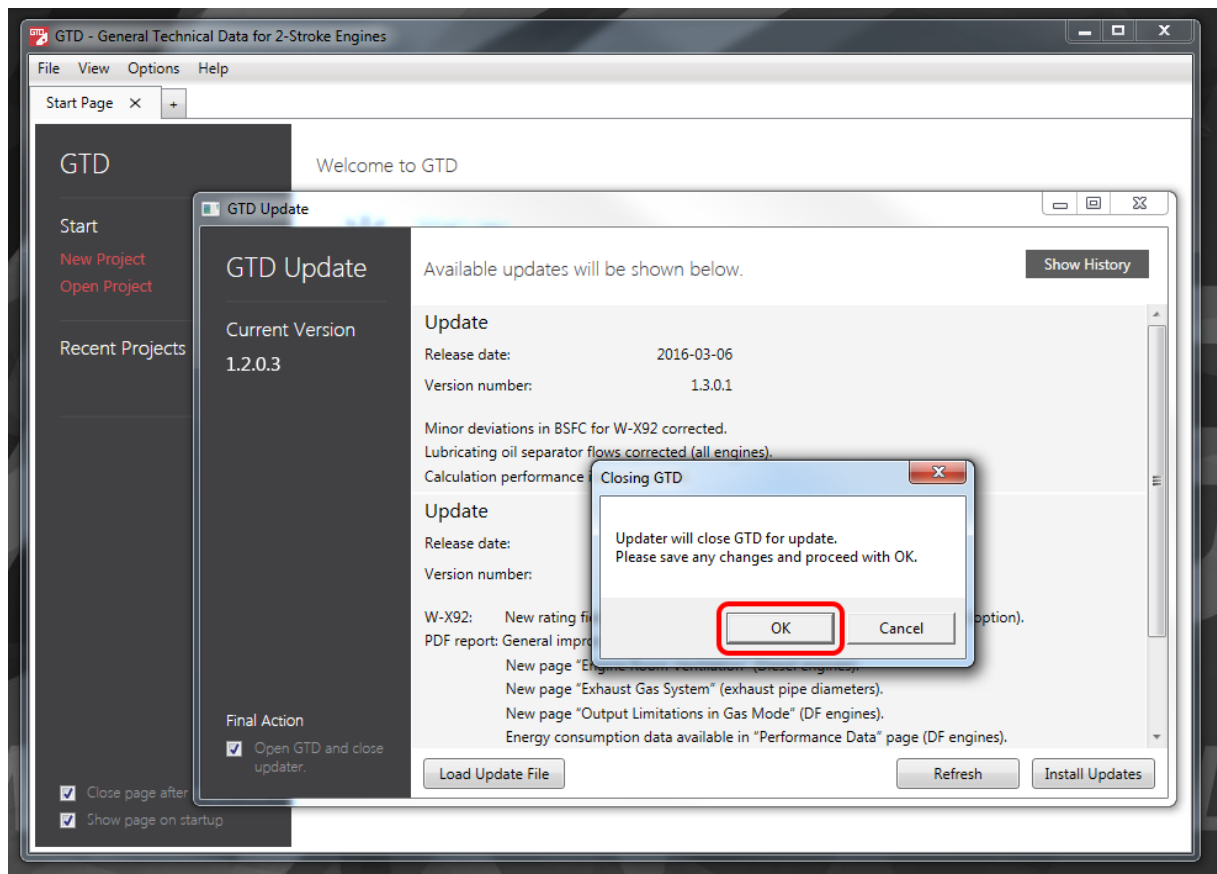 GTD - General Technical Data for 2-Stroke Engines
File View Options Help
Start Page
+
GTD
Welcome to GTD
Start
New Project
Open Project
Recent Projects
Close page after
Show page on startup
GTD Update
GTD Update
Current Version
1.2.0.3
Final Action
Open GTD and close
updater.
Available updates will be shown below.
Show History
Update
Release date: 2016-03-06
Version number: 1.3.0.1
Minor deviations in BSFC for W-X92 corrected.
Lubricating oil separator flows corrected (all engines).
Calculation performance
Update
Release date:
Version number:
W-X92: New rating option).
PDF report: General
New page "Engine Room Ventilation" (Diesel engines).
New page "Exhaust Gas System" (exhaust pipe diameters).
New page "Output Limitations in Gas Mode" (DF engines).
Energy consumption data available in "Performance Data" page (DF engines).
Load Update File
Refresh
Install Updates
Closing GTD
Updater will close GTD for update.
Please save any changes and proceed with OK.
OK
Cancel